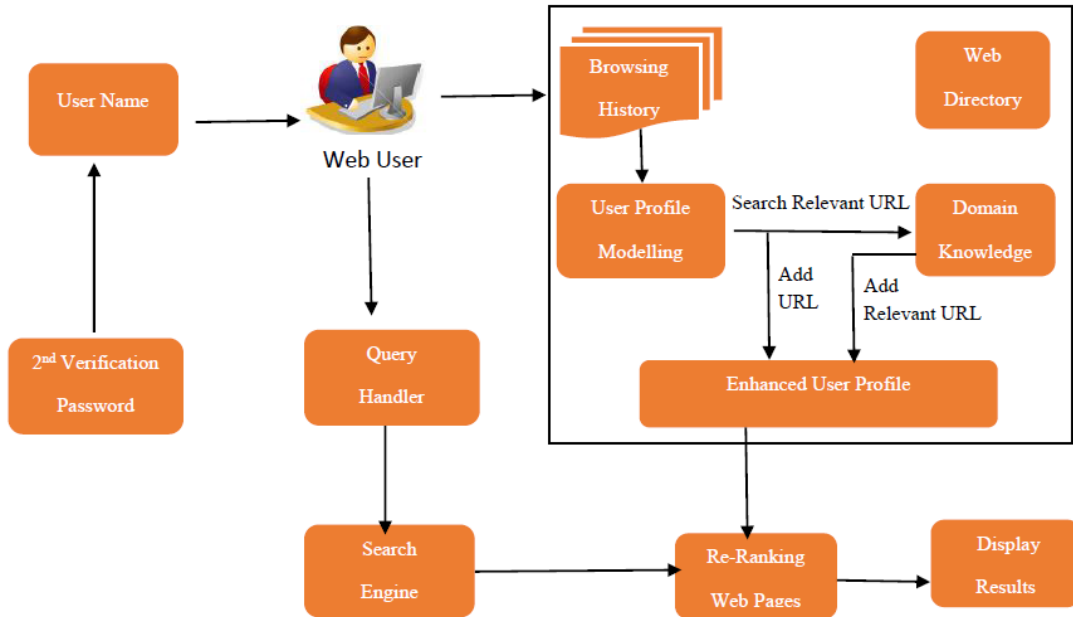 User Name
Web User
Browsing
History
Web
Directory
User Profile
Modelling
Search Relevant URL
Domain
Knowledge
Add
URL
Add
Relevant URL
2nd Verification
Password
Query
Handler
Enhanced User Profile
Search
Engine
Re-Ranking
Web Pages
Display
Results